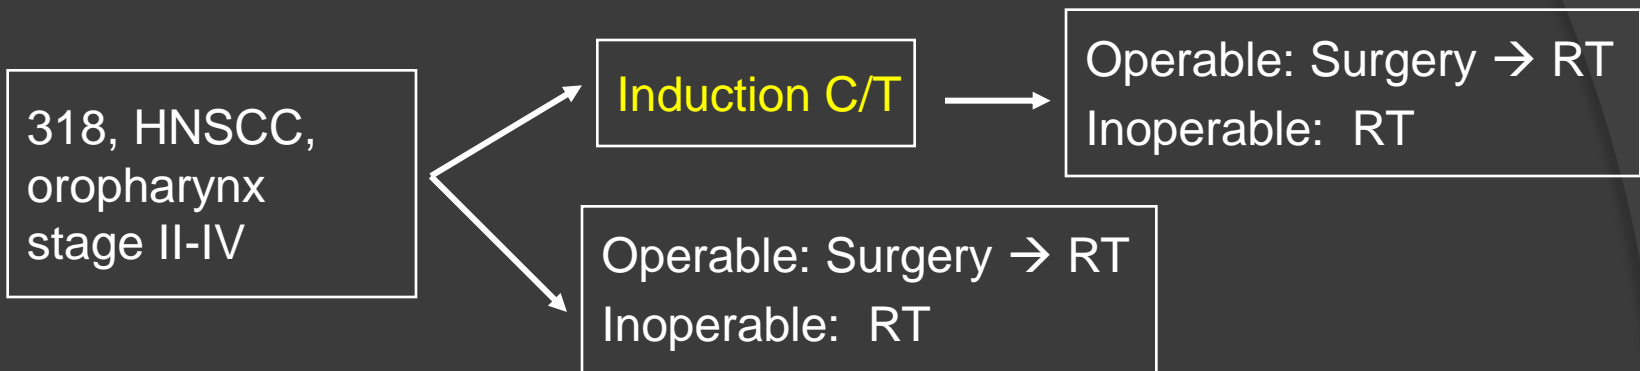 318, HNSCC,
oropharynx
stage II-IV
Induction C/T
Operable: Surgery → RT
Inoperable: RT
Operable: Surgery → RT
Inoperable: RT